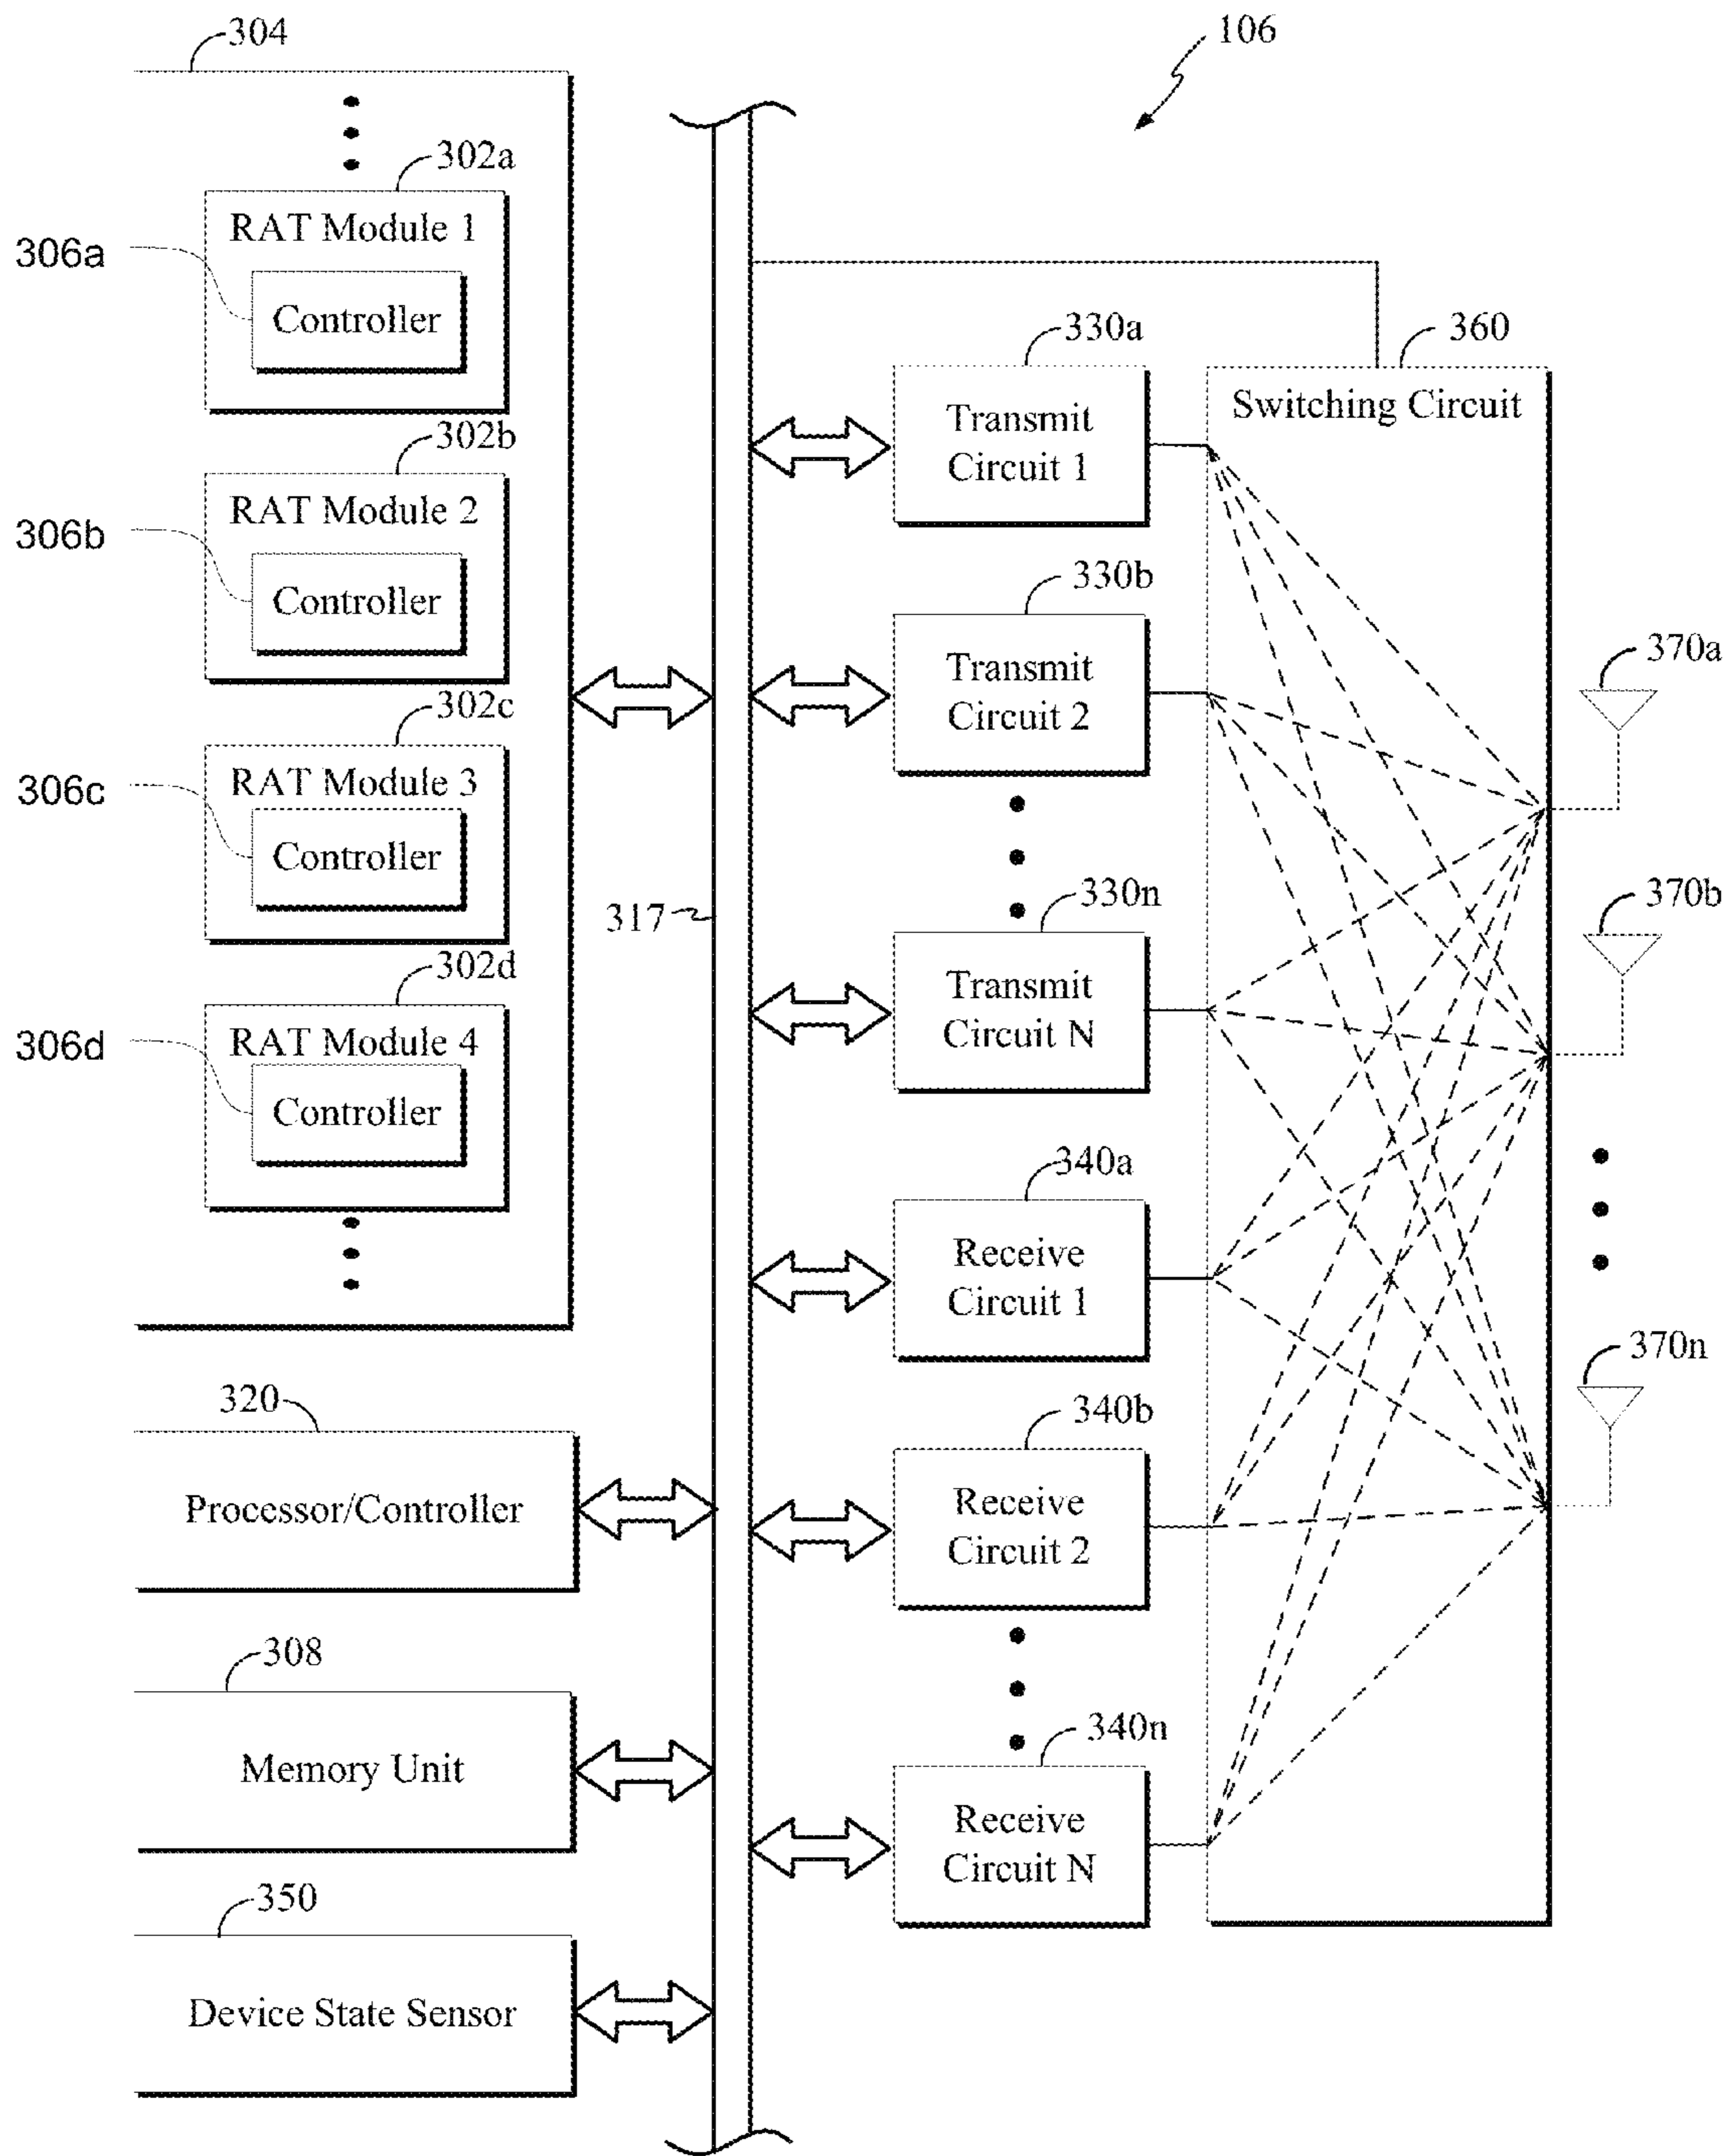 304
106
302a
RAT Module 1
306a
Controller
302b
RAT Module 2
306b
Controller
302c
RAT Module 3
306c
Controller
302d
RAT Module 4
306d
Controller
320
Processor/Controller
308
Memory Unit
350
Device State Sensor
317
330a
Transmit
Circuit 1
330b
Transmit
Circuit 2
330n
Transmit
Circuit N
340a
Receive
Circuit 1
340b
Receive
Circuit 2
340n
Receive
Circuit N
360
Switching Circuit
370a
370b
370n